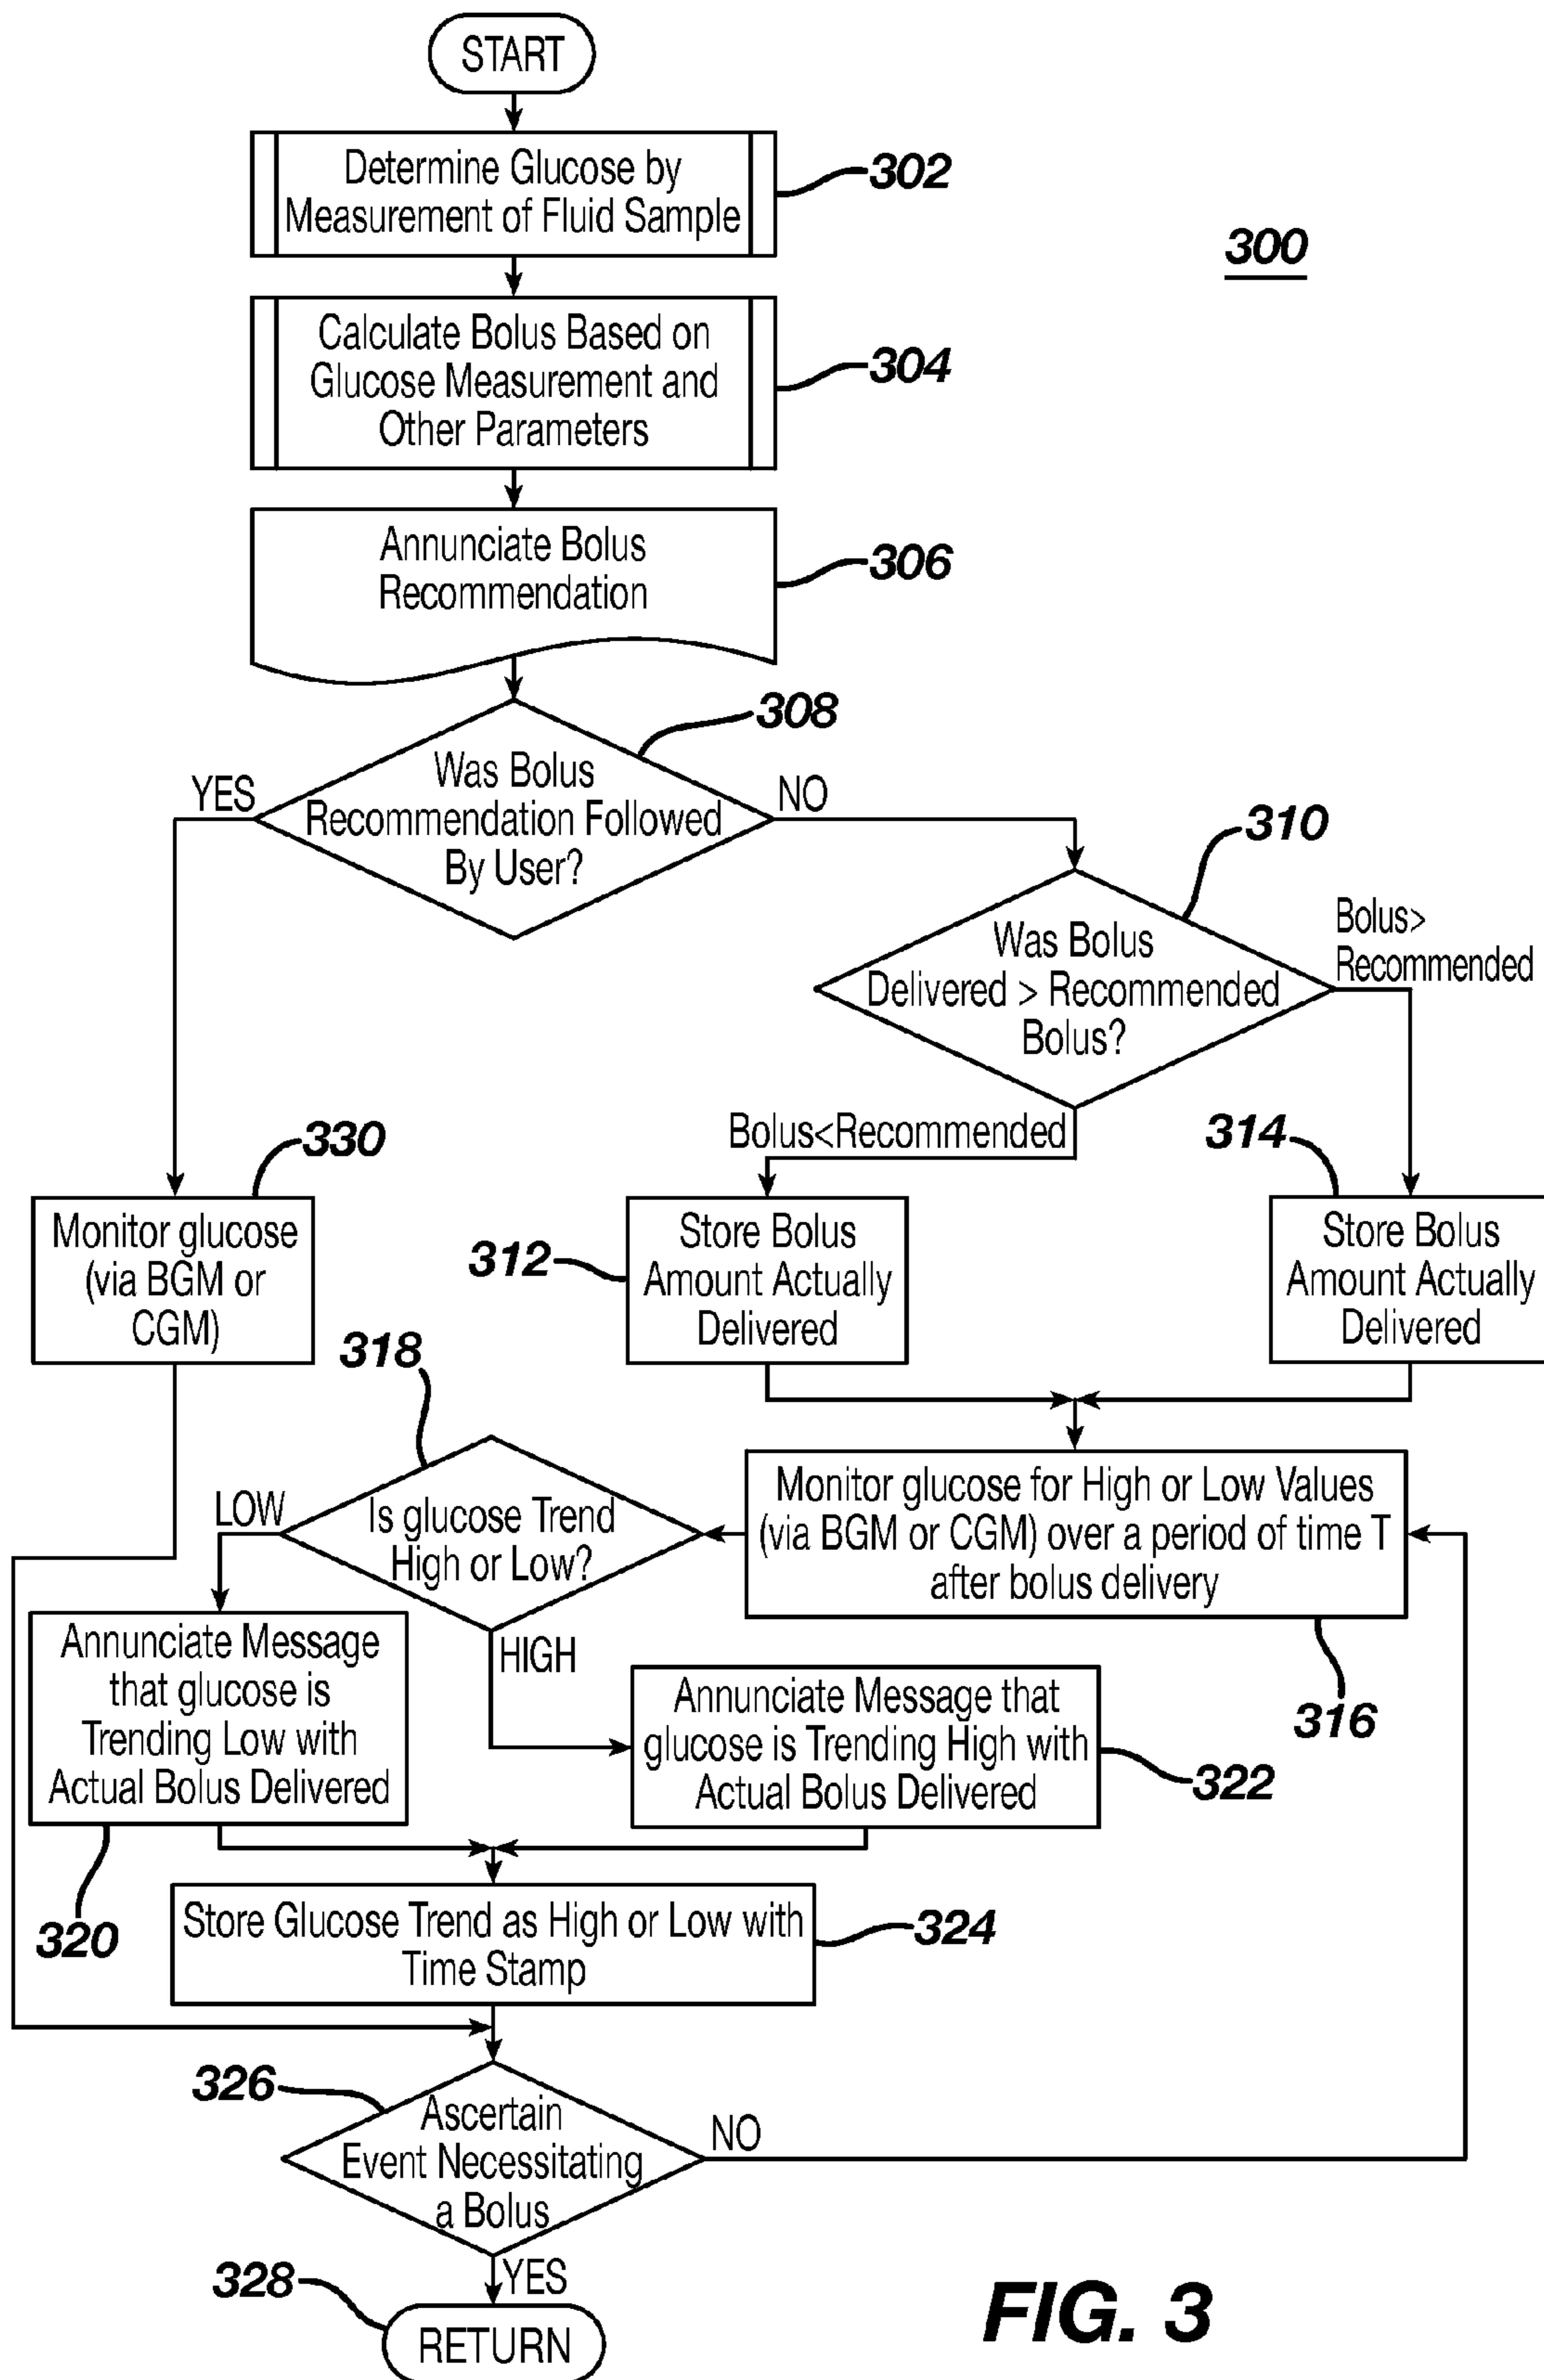 START
Determine Glucose by
Measurement of Fluid Sample
302
300
Calculate Bolus Based on
Glucose Measurement and
Other Parameters
304
Annunciate Bolus
Recommendation
306
308
Was Bolus
Recommendation Followed
By User?
YES
NO
310
Was Bolus
Delivered > Recommended
Bolus?
Bolus>
Recommended
Bolus<Recommended
330
Monitor glucose
(via BGM or
CGM)
312
Store Bolus
Amount Actually
Delivered
314
Store Bolus
Amount Actually
Delivered
318
Is glucose Trend
High or Low?
LOW
HIGH
Monitor glucose for High or Low Values
(via BGM or CGM) over a period of time T
after bolus delivery
316
Annunciate Message
that glucose is
Trending Low with
Actual Bolus Delivered
320
Annunciate Message that
glucose is Trending High with
Actual Bolus Delivered
322
Store Glucose Trend as High or Low with
Time Stamp
324
326
Ascertain
Event Necessitating
a Bolus
NO
YES
328
RETURN
FIG. 3